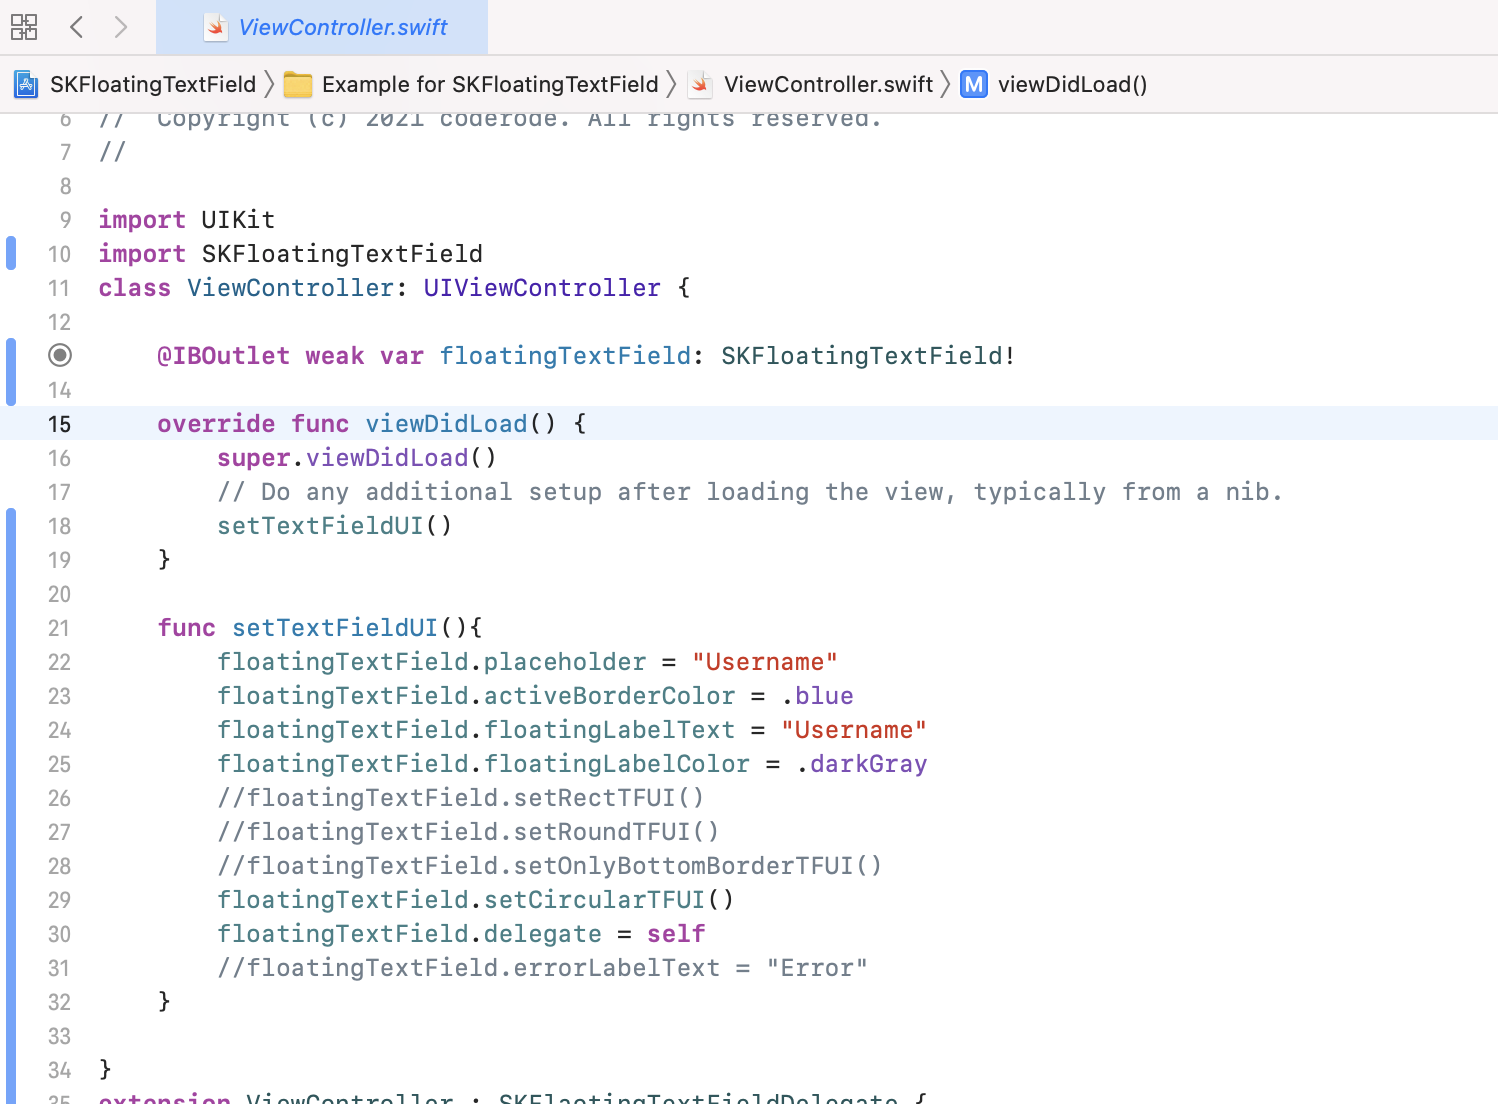 ViewController.swift
SKFloatingTextField 〉 Example for SKFloatingTextField 〉 ViewController.swift 〉 M viewDidLoad()
6 //  Copyright (c) 2021 coderode. All rights reserved.
7 //
8
9 import UIKit
10 import SKFloatingTextField
11 class ViewController: UIViewController {
12
@IBOutlet weak var floatingTextField: SKFloatingTextField!
14
15     override func viewDidLoad() {
16         super.viewDidLoad()
17         // Do any additional setup after loading the view, typically from a nib.
18         setTextFieldUI()
19     }
20
21     func setTextFieldUI(){
22         floatingTextField.placeholder = "Username"
23         floatingTextField.activeBorderColor = .blue
24         floatingTextField.floatingLabelText = "Username"
25         floatingTextField.floatingLabelColor = .darkGray
26         //floatingTextField.setRectTFUI()
27         //floatingTextField.setRoundTFUI()
28         //floatingTextField.setOnlyBottomBorderTFUI()
29         floatingTextField.setCircularTFUI()
30         floatingTextField.delegate = self
31         //floatingTextField.errorLabelText = "Error"
32     }
33
34 }
35 extension ViewController : SKFlaotingTextFieldDelegate {